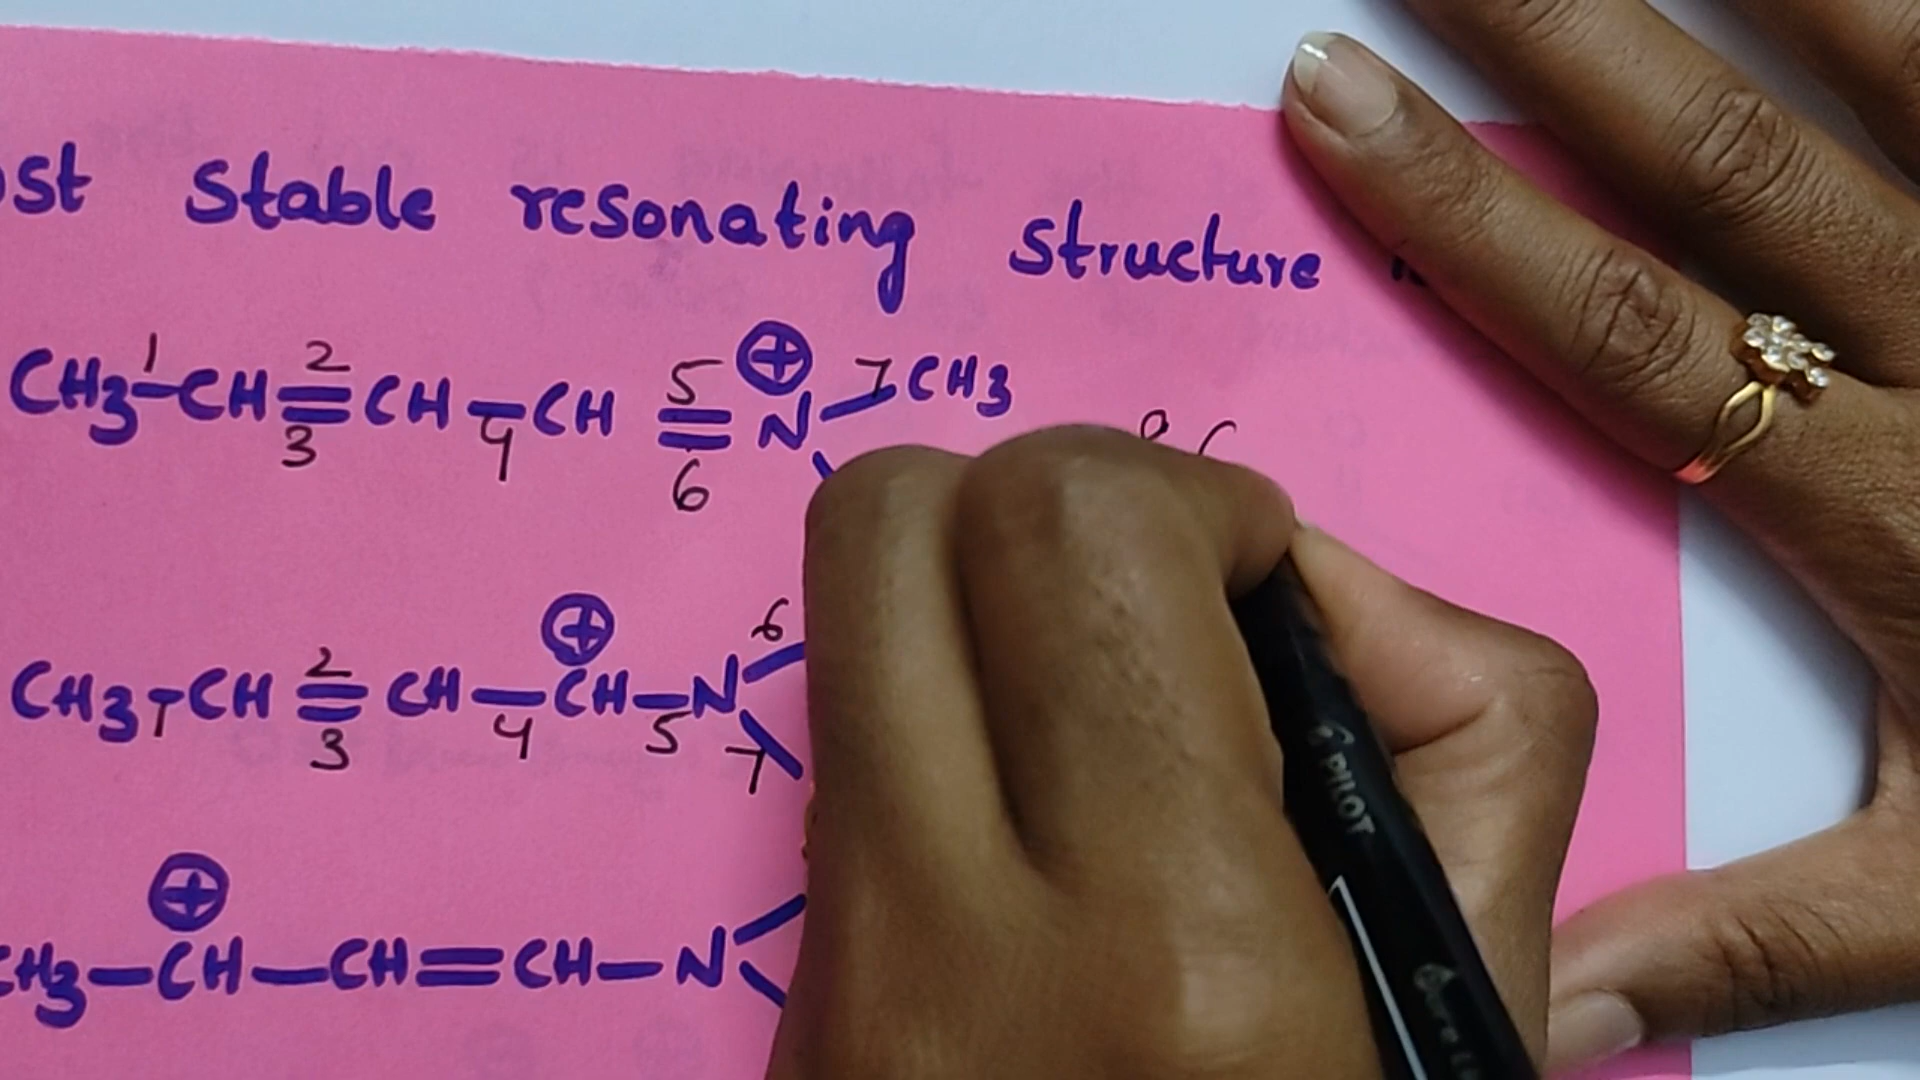 stable resonating structure
CH3-CH=CH-CH=N-CH3
1 2 3 4 5 6 7
⊕
CH3-CH=CH-CH-N
1 2 3 4 5 6 7
⊕
CH3-CH-CH=CH-N
⊕
PILOT